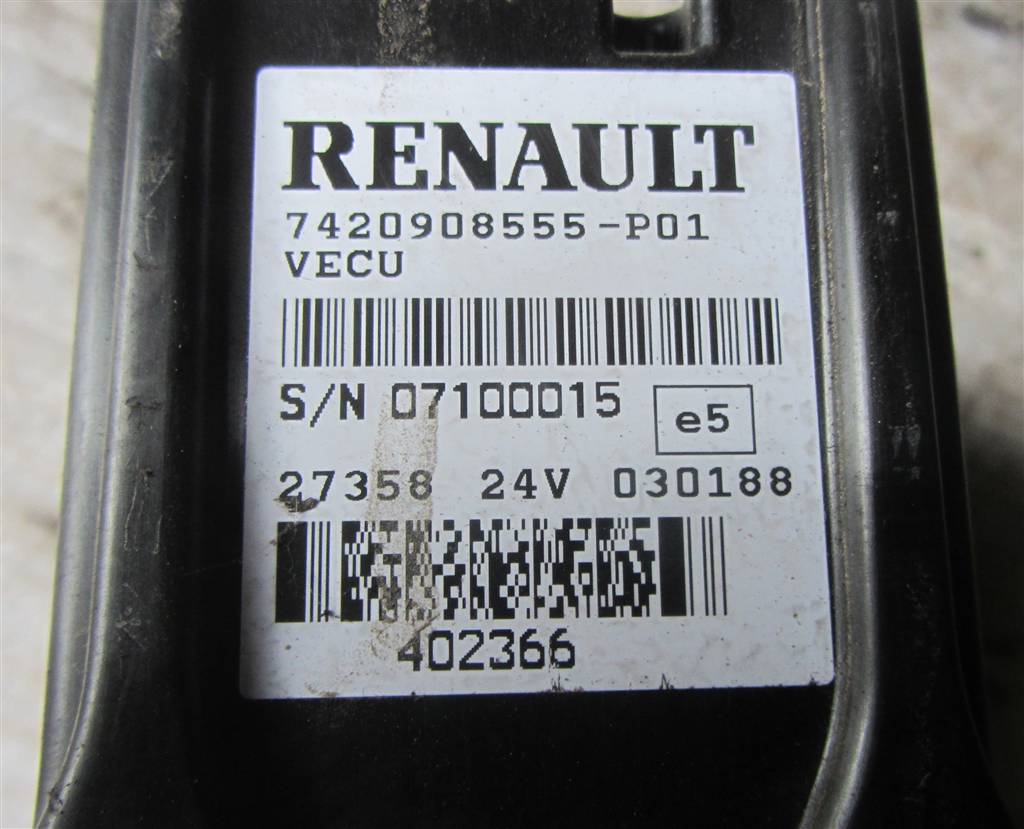 RENAULT
7420908555-P01
VECU
S/N 07100015
e5
27358 24V 030188
402366